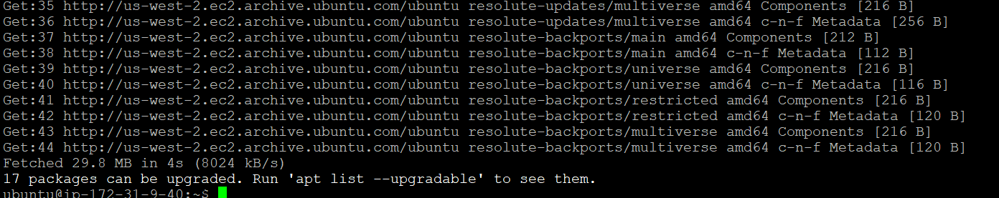 Get:35 http://us-west-2.ec2.archive.ubuntu.com/ubuntu resolute-updates/multiverse amd64 Components [216 B]
Get:36 http://us-west-2.ec2.archive.ubuntu.com/ubuntu resolute-updates/multiverse amd64 c-n-f Metadata [256 B]
Get:37 http://us-west-2.ec2.archive.ubuntu.com/ubuntu resolute-backports/main amd64 Components [212 B]
Get:38 http://us-west-2.ec2.archive.ubuntu.com/ubuntu resolute-backports/main amd64 c-n-f Metadata [112 B]
Get:39 http://us-west-2.ec2.archive.ubuntu.com/ubuntu resolute-backports/universe amd64 Components [216 B]
Get:40 http://us-west-2.ec2.archive.ubuntu.com/ubuntu resolute-backports/universe amd64 c-n-f Metadata [116 B]
Get:41 http://us-west-2.ec2.archive.ubuntu.com/ubuntu resolute-backports/restricted amd64 Components [216 B]
Get:42 http://us-west-2.ec2.archive.ubuntu.com/ubuntu resolute-backports/restricted amd64 c-n-f Metadata [120 B]
Get:43 http://us-west-2.ec2.archive.ubuntu.com/ubuntu resolute-backports/multiverse amd64 Components [216 B]
Get:44 http://us-west-2.ec2.archive.ubuntu.com/ubuntu resolute-backports/multiverse amd64 c-n-f Metadata [120 B]
Fetched 29.8 MB in 4s (8024 kB/s)
17 packages can be upgraded. Run 'apt list --upgradable' to see them.
ubuntu@ip-172-31-9-40:~$